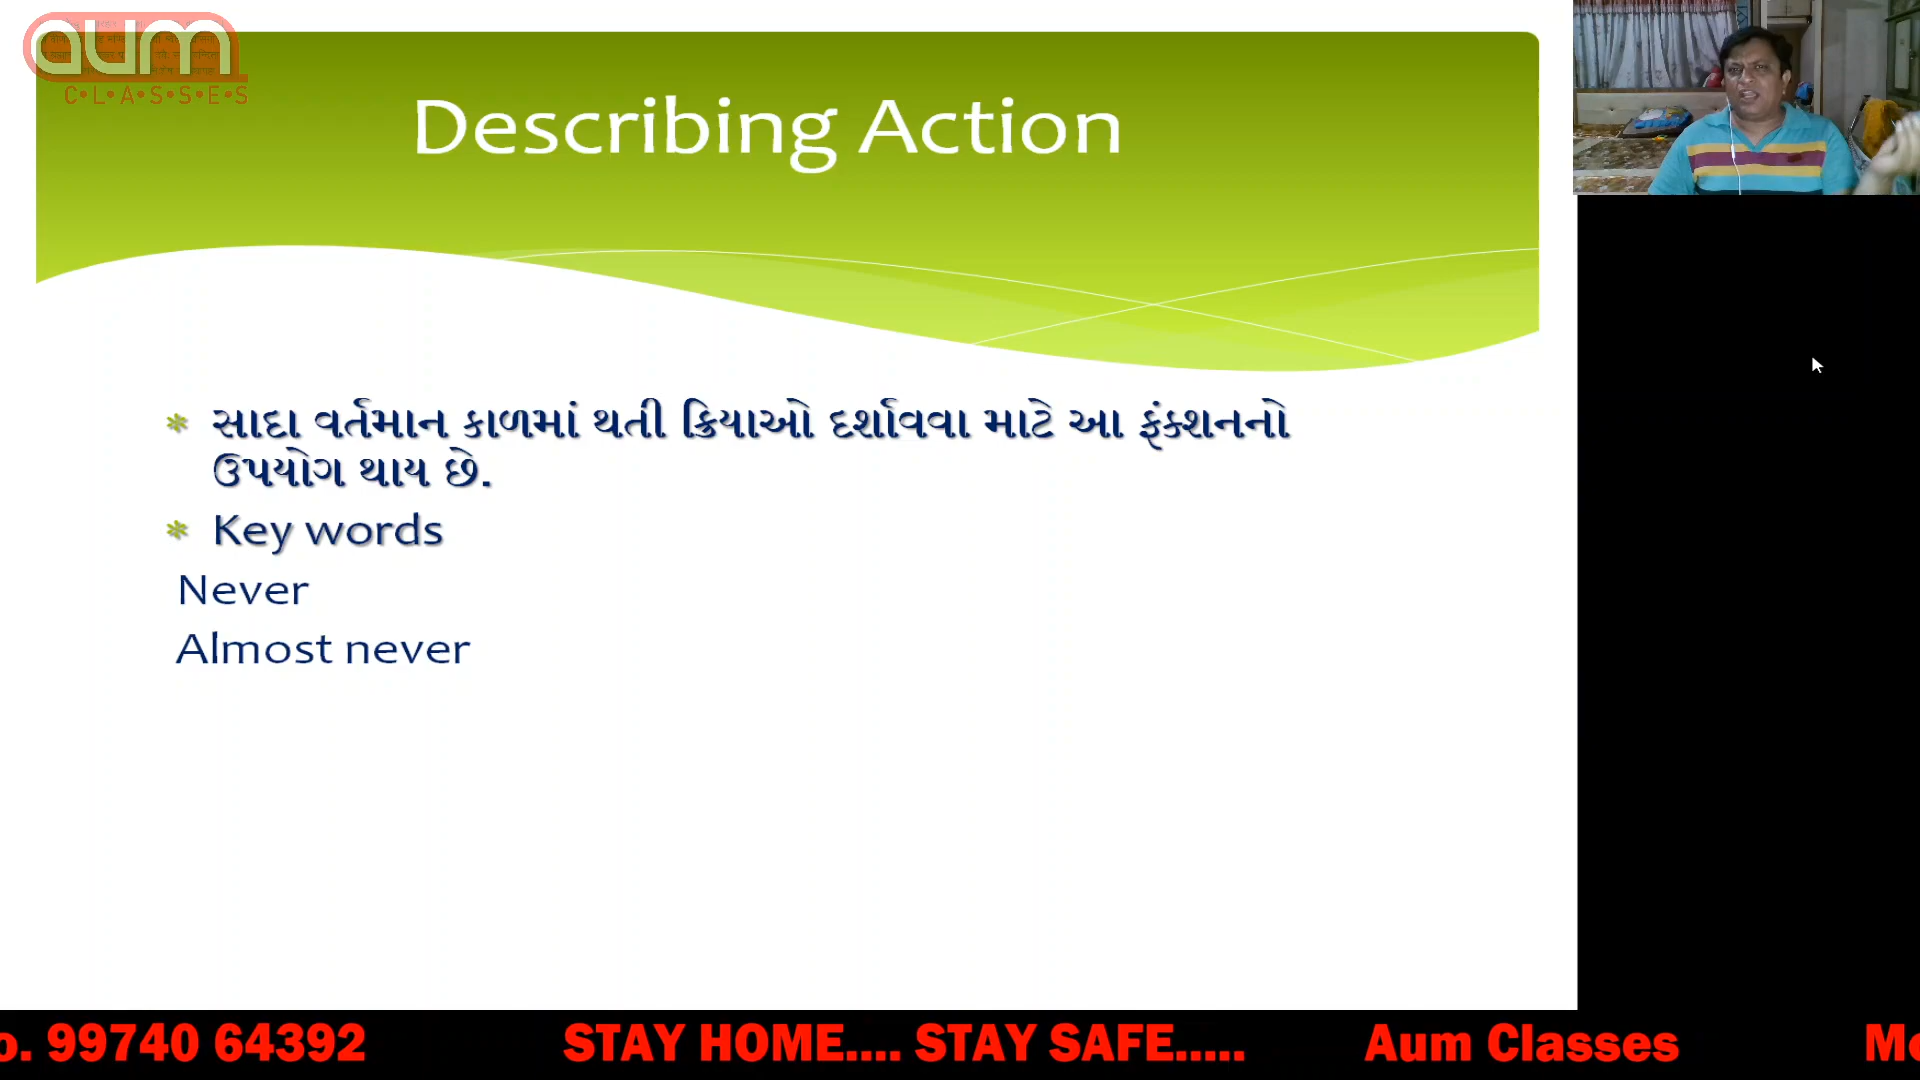 aum
C•L•A•S•S•E•S
Describing Action
સાદા વર્તમાન કાળમાં થતી ક્રિયાઓ દર્શાવવા માટે આ ફંક્શનનો
ઉપયોગ થાય છે.
Key words
Never
Almost never
o. 99740 64392 STAY HOME.... STAY SAFE..... Aum Classes